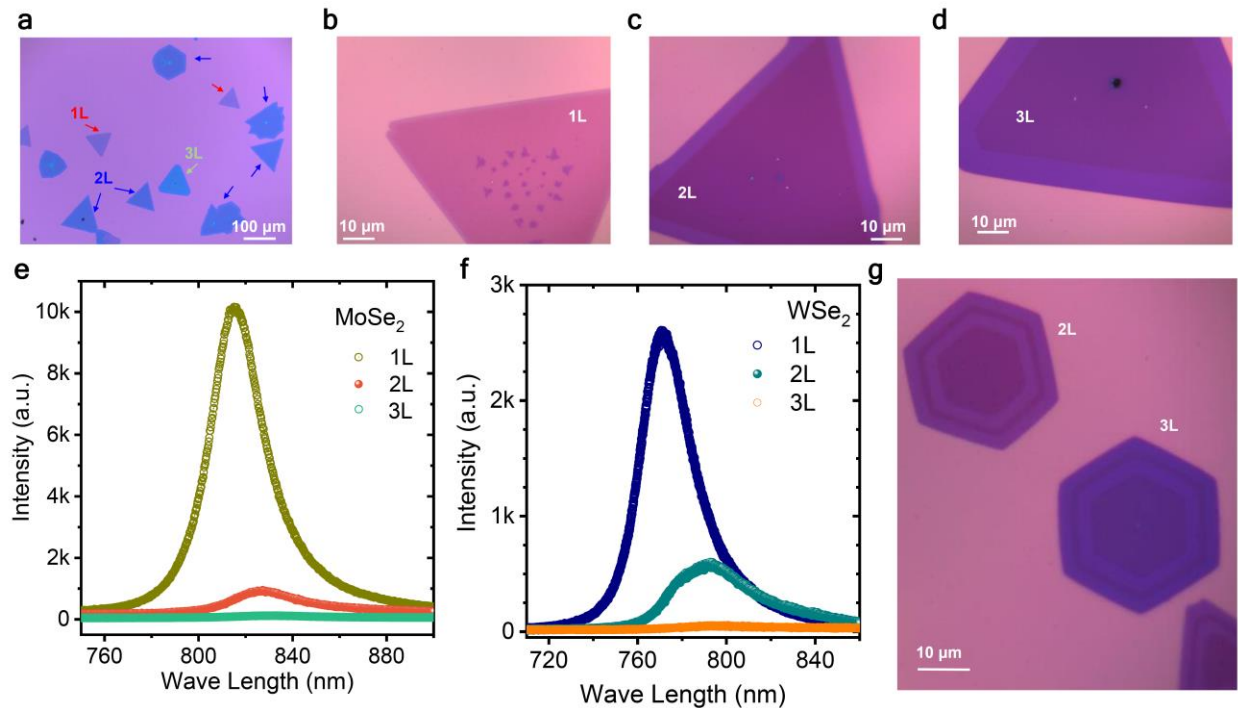 a
1L
3L
2L
100 μm
b
1L
10 μm
c
2L
10 μm
d
3L
10 μm
e
10k
8k
6k
4k
2k
0
760
800
840
880
Intensity (a.u.)
Wave Length (nm)
MoSe2
1L
2L
3L
f
3k
2k
1k
0
720
760
800
840
Intensity (a.u.)
Wave Length (nm)
WSe2
1L
2L
3L
g
2L
3L
10 μm